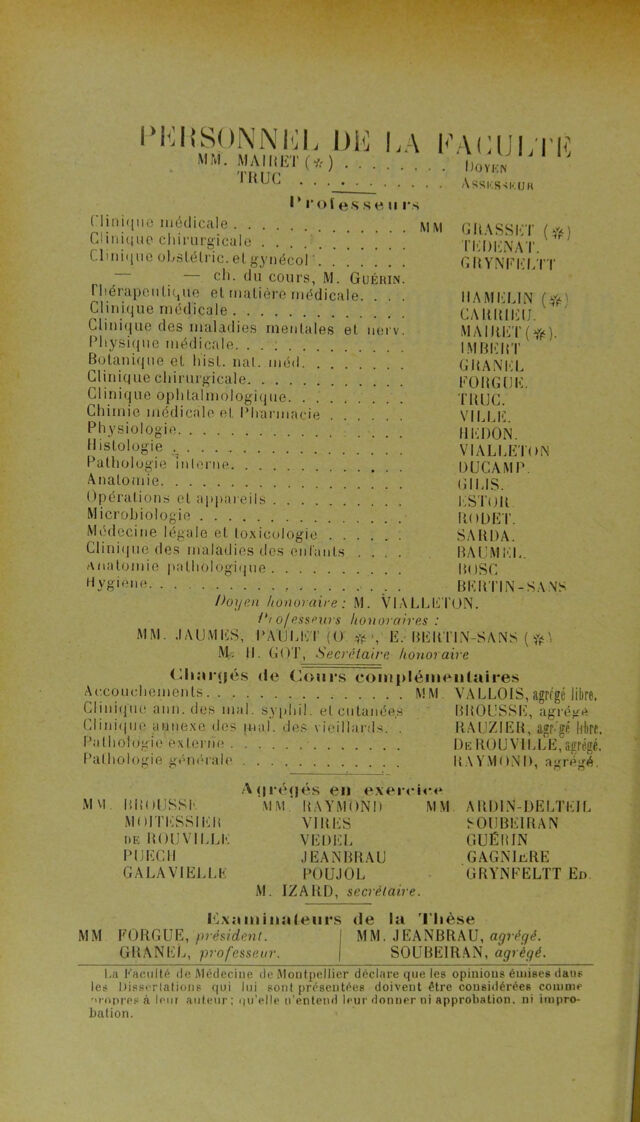 PERSONNEL DE LA FACULTÉ
MM. MAIRET (✻) . . . . . . . . DOYEN
TRUC . . . . . . . . . . . . ASSESSEUR
Professeurs
Clinique médicale . . . . . . . . . . . . . MM GRASSET (✻)
Clinique chirurgicale . . . . . . . . . . . TEDENAT.
Clinique obstétric. et gynécol . . . . . . . GRYNFELTT
— — ch. du cours, M. GUÉRIN.
Thérapeutique et matière médicale. . . . HAMELIN (✻)
Clinique médicale . . . . . . . . . . . . . CARRIEU.
Clinique des maladies mentales et nerv. MAIRET (✻).
Physique médicale. . . . . . . . . . . . . IMBERT
Botanique et hist. nat. méd. . . . . . . . GRANEL
Clinique chirurgicale. . . . . . . . . . . . FORGUE.
Clinique ophtalmologique. . . . . . . . . TRUC.
Chimie médicale et Pharmacie . . . . . . VILLE.
Physiologie. . . . . . . . . . . . . . . . . HEDON.
Histologie . . . . . . . . . . . . . . . . . VIALLETON
Pathologie interne. . . . . . . . . . . . . DUCAMP.
Anatomie. . . . . . . . . . . . . . . . . . GILIS.
Opérations et appareils . . . . . . . . . . ESTOR
Microbiologie . . . . . . . . . . . . . . . RODET.
Médecine légale et toxicologie . . . . . . SARDA.
Clinique des maladies des enfants . . . . BAUMEL.
Anatomie pathologique . . . . . . . . . . BOSC
Hygiène. . . . . . . . . . . . . . . . . . . BERTIN-SANS
Doyen honoraire : M. VIALLETON.
Professeurs honoraires :
MM. JAUMES, PAULET (O. ✻), E. BERTIN-SANS (✻)
M. H. GOT, Secrétaire honoraire
Chargés de Cours complémentaires
Accouchements. . . . . . . . . . . . . . . MM. VALLOIS, agrégé libre.
Clinique ann. des mal. syphil. et cutanées BROUSSE, agrégé
Clinique annexe des mal. des vieillards. . RAUZIER, agrégé libre.
Pathologie externe . . . . . . . . . . . . . DE ROUVILLE, agrégé.
Pathologie générale . . . . . . . . . . . . RAYMOND, agrégé.
Agrégés en exercice
MM. BROUSSE MM. RAYMOND MM ARDIN-DELTEIL
MOITESSIER VIRES SOUBEIRAN
DE ROUVILLE VEDEL GUÉRIN
PUECH JEANBRAU GAGNIÈRE
GALAVIELLE POUJOL GRYNFELTT ED.
M. IZARD, secrétaire.
Examinateurs de la Thèse
MM FORGUE, président. MM. JEANBRAU, agrégé.
GRANEL, professeur. SOUBEIRAN, agrégé.
La Faculté de Médecine de Montpellier déclare que les opinions émises dans
les Dissertations qui lui sont présentées doivent être considérées comme
propres à leur auteur ; qu'elle n'entend leur donner ni approbation, ni impro-
bation.